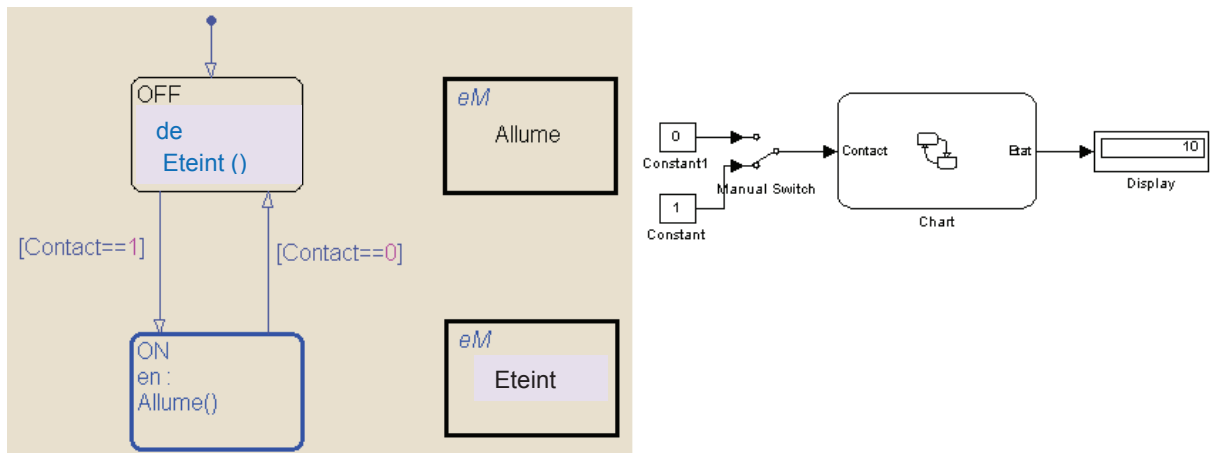 OFF
de
Eteint ()
[Contact==1]
[Contact==0]
ON
en :
Allume()
eM
Allume
eM
Eteint
0
Constant1
1
Constant
Manual Switch
Contact
Etat
Chart
10
Display